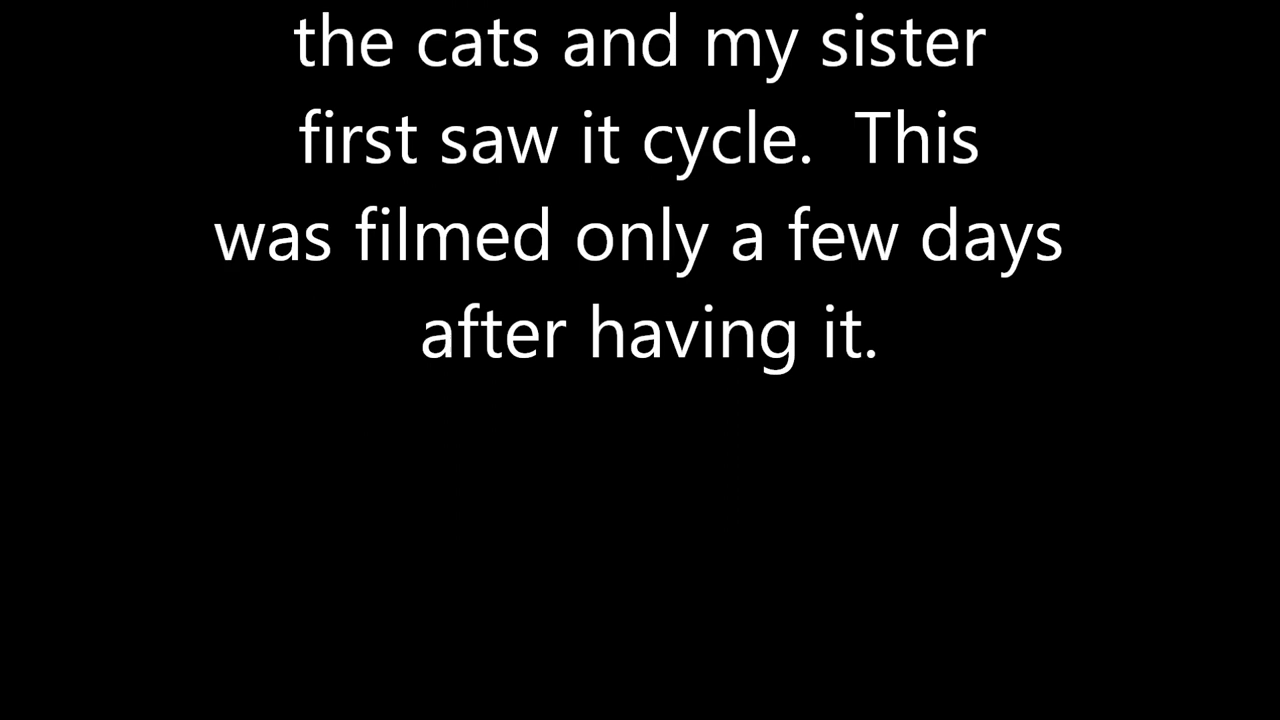 the cats and my sister
first saw it cycle.  This
was filmed only a few days
after having it.